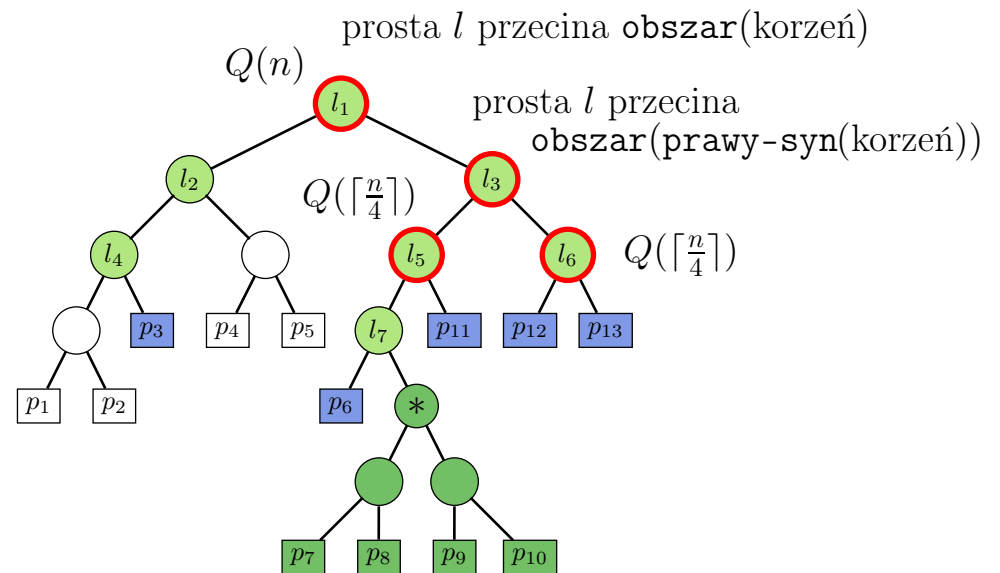 prosta l przecina obszar(korzeń)
Q(n)
l₁
prosta l przecina
obszar(prawy-syn(korzeń))
l₂
l₃
Q(⌈n/4⌉)
l₄
l₅
l₆
Q(⌈n/4⌉)
p₃
p₄
p₅
l₇
p₁₁
p₁₂
p₁₃
p₁
p₂
p₆
*
p₇
p₈
p₉
p₁₀